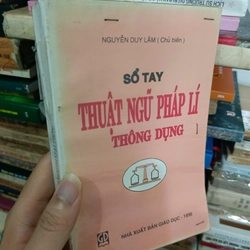 NGUYỄN DUY LÃM ( Chủ biên )
SỔ TAY
THUẬT NGỮ PHÁP LÍ
THÔNG DỤNG
NHÀ XUẤT BẢN GIÁO DỤC - 1996